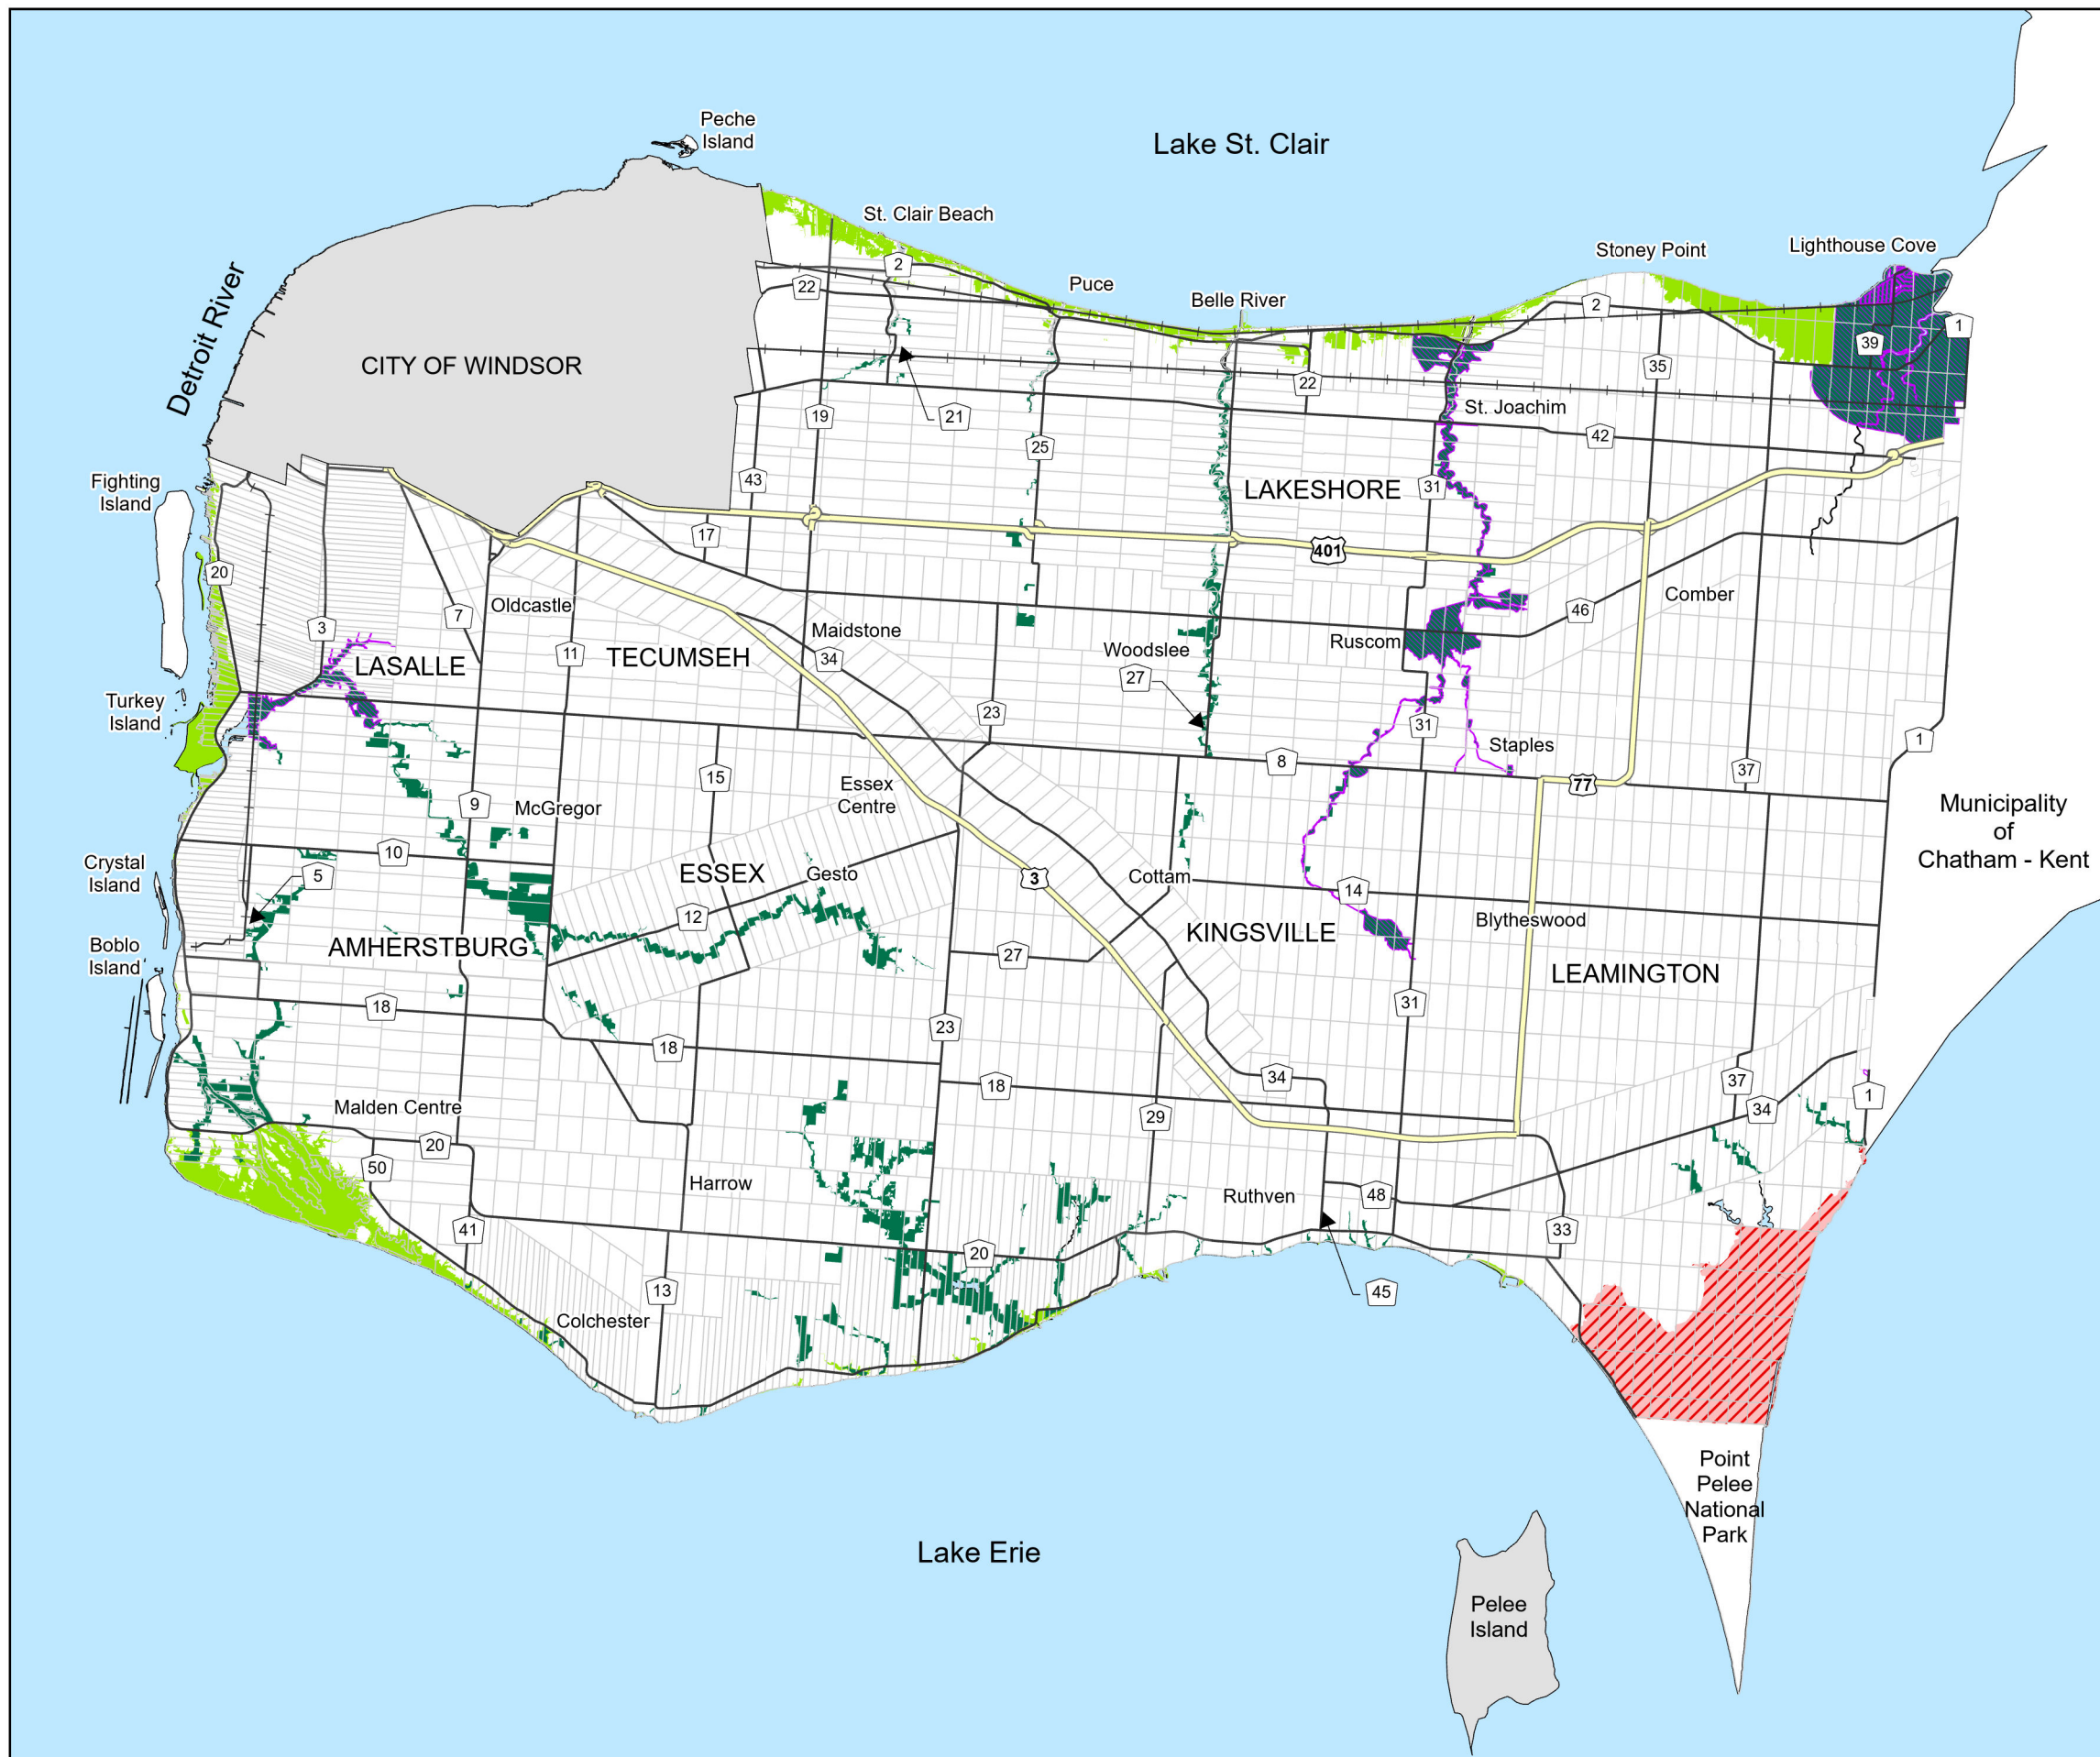 Peche
Island
Lake St. Clair
St. Clair Beach
Stoney Point
Lighthouse Cove
2
22
Puce
Belle River
2
1
39
Detroit River
CITY OF WINDSOR
35
22
21
19
St. Joachim
42
25
43
Fighting
Island
LAKESHORE
31
17
401
20
Oldcastle
7
3
Maidstone
46
Comber
11
TECUMSEH
34
LASALLE
Woodslee
Ruscom
27
Turkey
Island
23
31
Staples
1
8
15
37
77
Essex
Centre
9
McGregor
Municipality
of
Chatham - Kent
10
Crystal
Island
5
ESSEX
Gesto
3
Cottam
14
12
Blytheswood
AMHERSTBURG
KINGSVILLE
Boblo
Island
27
LEAMINGTON
18
31
23
18
34
18
37
1
Malden Centre
34
29
20
50
Harrow
Ruthven
48
41
33
20
13
45
Colchester
Point
Pelee
National
Park
Lake Erie
Pelee
Island